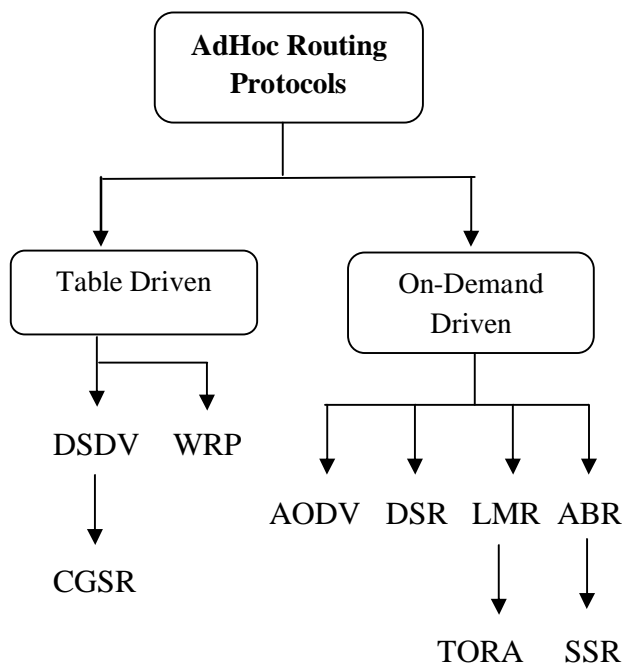 AdHoc Routing
Protocols
Table Driven
On-Demand
Driven
DSDV WRP
AODV DSR LMR ABR
CGSR
TORA SSR